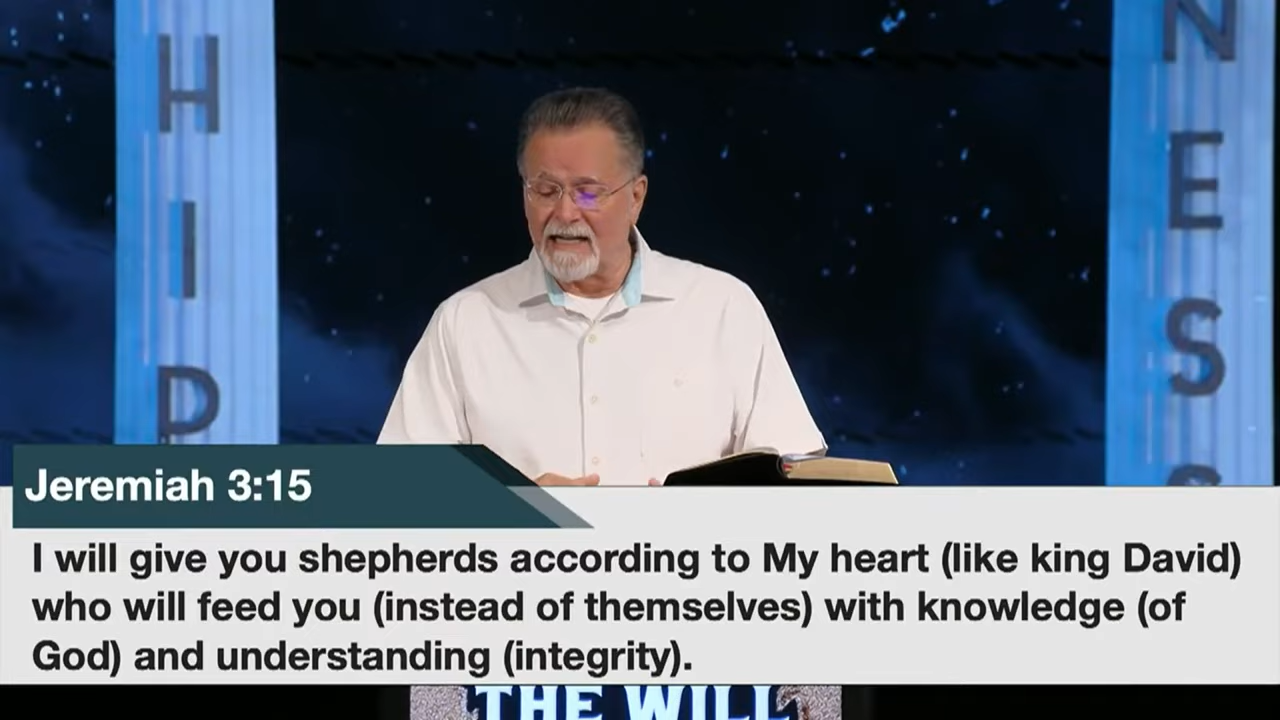 H
I
P
N
E
S
S
Jeremiah 3:15
I will give you shepherds according to My heart (like king David)
who will feed you (instead of themselves) with knowledge (of
God) and understanding (integrity).
THE WILL